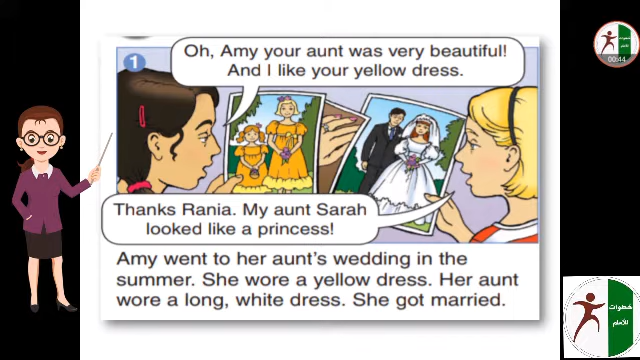 1
Oh, Amy your aunt was very beautiful!
And I like your yellow dress.
Thanks Rania. My aunt Sarah
looked like a princess!
Amy went to her aunt's wedding in the
summer. She wore a yellow dress. Her aunt
wore a long, white dress. She got married.
00:44
خطوات
للأمام